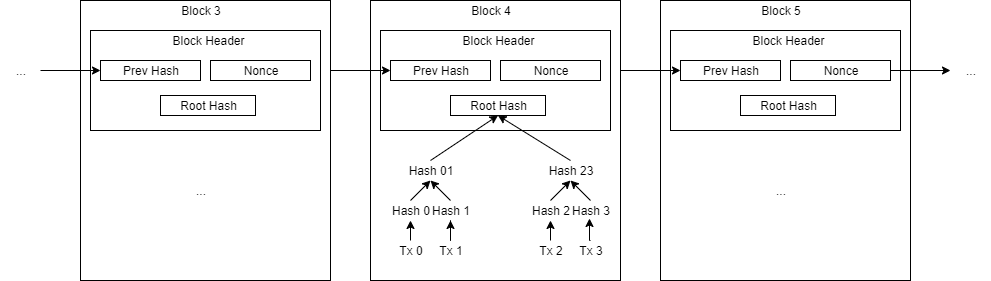 Block 3
Block 4
Block 5
Block Header
Block Header
Block Header
...
Prev Hash
Nonce
Prev Hash
Nonce
Prev Hash
Nonce
...
Root Hash
Root Hash
Root Hash
Hash 01
Hash 23
...
...
Hash 0
Hash 1
Hash 2
Hash 3
Tx 0
Tx 1
Tx 2
Tx 3